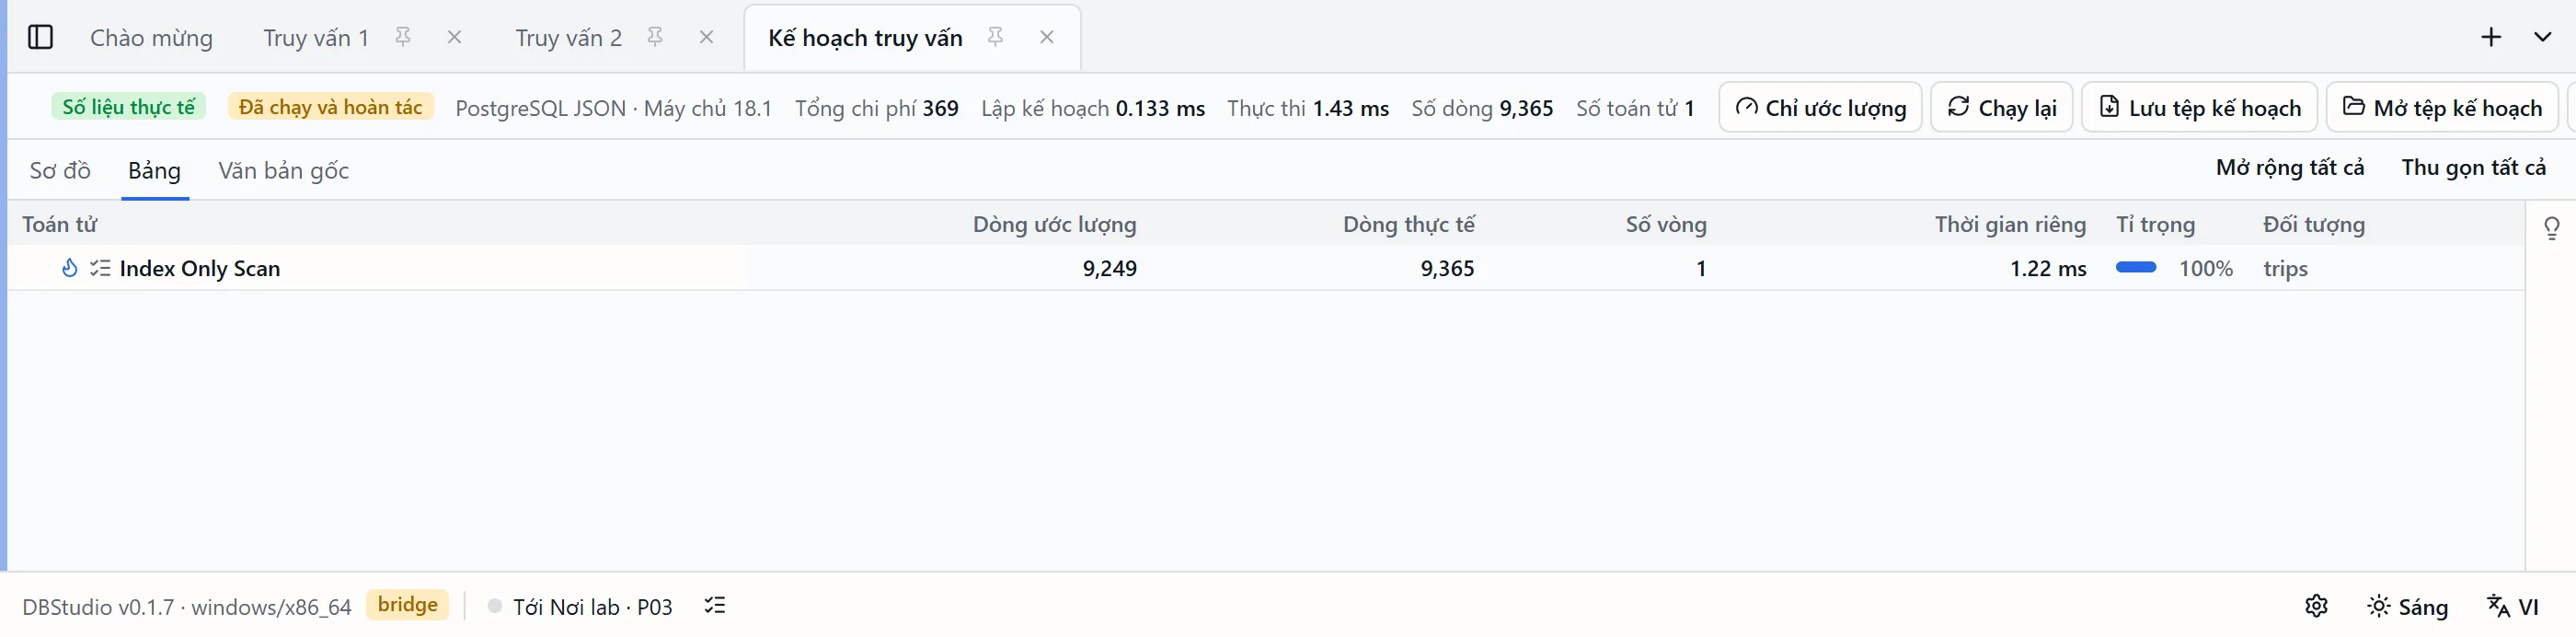 Chào mừng Truy vấn 1 Truy vấn 2 Kế hoạch truy vấn
Số liệu thực tế Đã chạy và hoàn tác PostgreSQL JSON · Máy chủ 18.1 Tổng chi phí 369 Lập kế hoạch 0.133 ms Thực thi 1.43 ms Số dòng 9,365 Số toán tử 1 Chỉ ước lượng Chạy lại Lưu tệp kế hoạch Mở tệp kế hoạch
Sơ đồ Bảng Văn bản gốc Mở rộng tất cả Thu gọn tất cả
Toán tử Dòng ước lượng Dòng thực tế Số vòng Thời gian riêng Tỉ trọng Đối tượng
Index Only Scan 9,249 9,365 1 1.22 ms 100% trips
DBStudio v0.1.7 · windows/x86_64 bridge Tới Nơi lab · P03 Sáng VI